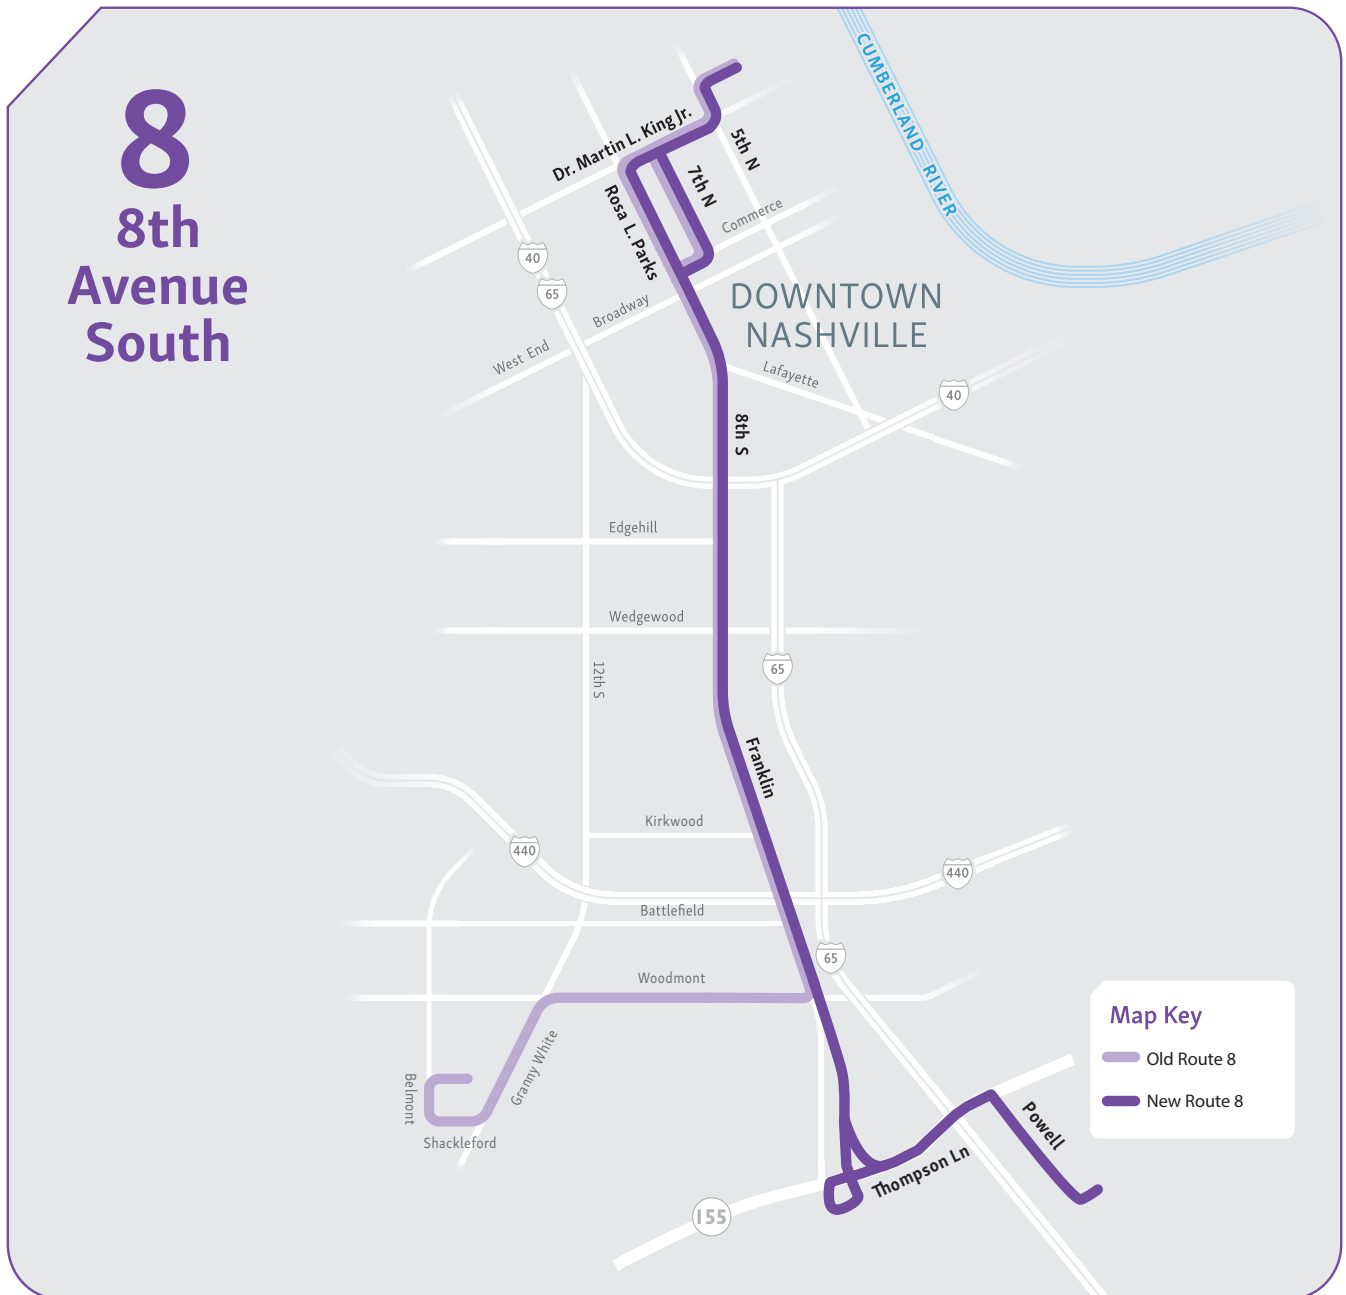 8
8th
Avenue
South
CUMBERLAND RIVER
Dr. Martin L. King Jr.
5th N
7th N
Rosa L. Parks
Commerce
40
65
Broadway
West End
DOWNTOWN
NASHVILLE
Lafayette
40
8th S
Edgehill
Wedgewood
12th S
65
Franklin
Kirkwood
440
440
Battlefield
65
Woodmont
Granny White
Belmont
Shackleford
Thompson Ln
Powell
155
Map Key
Old Route 8
New Route 8